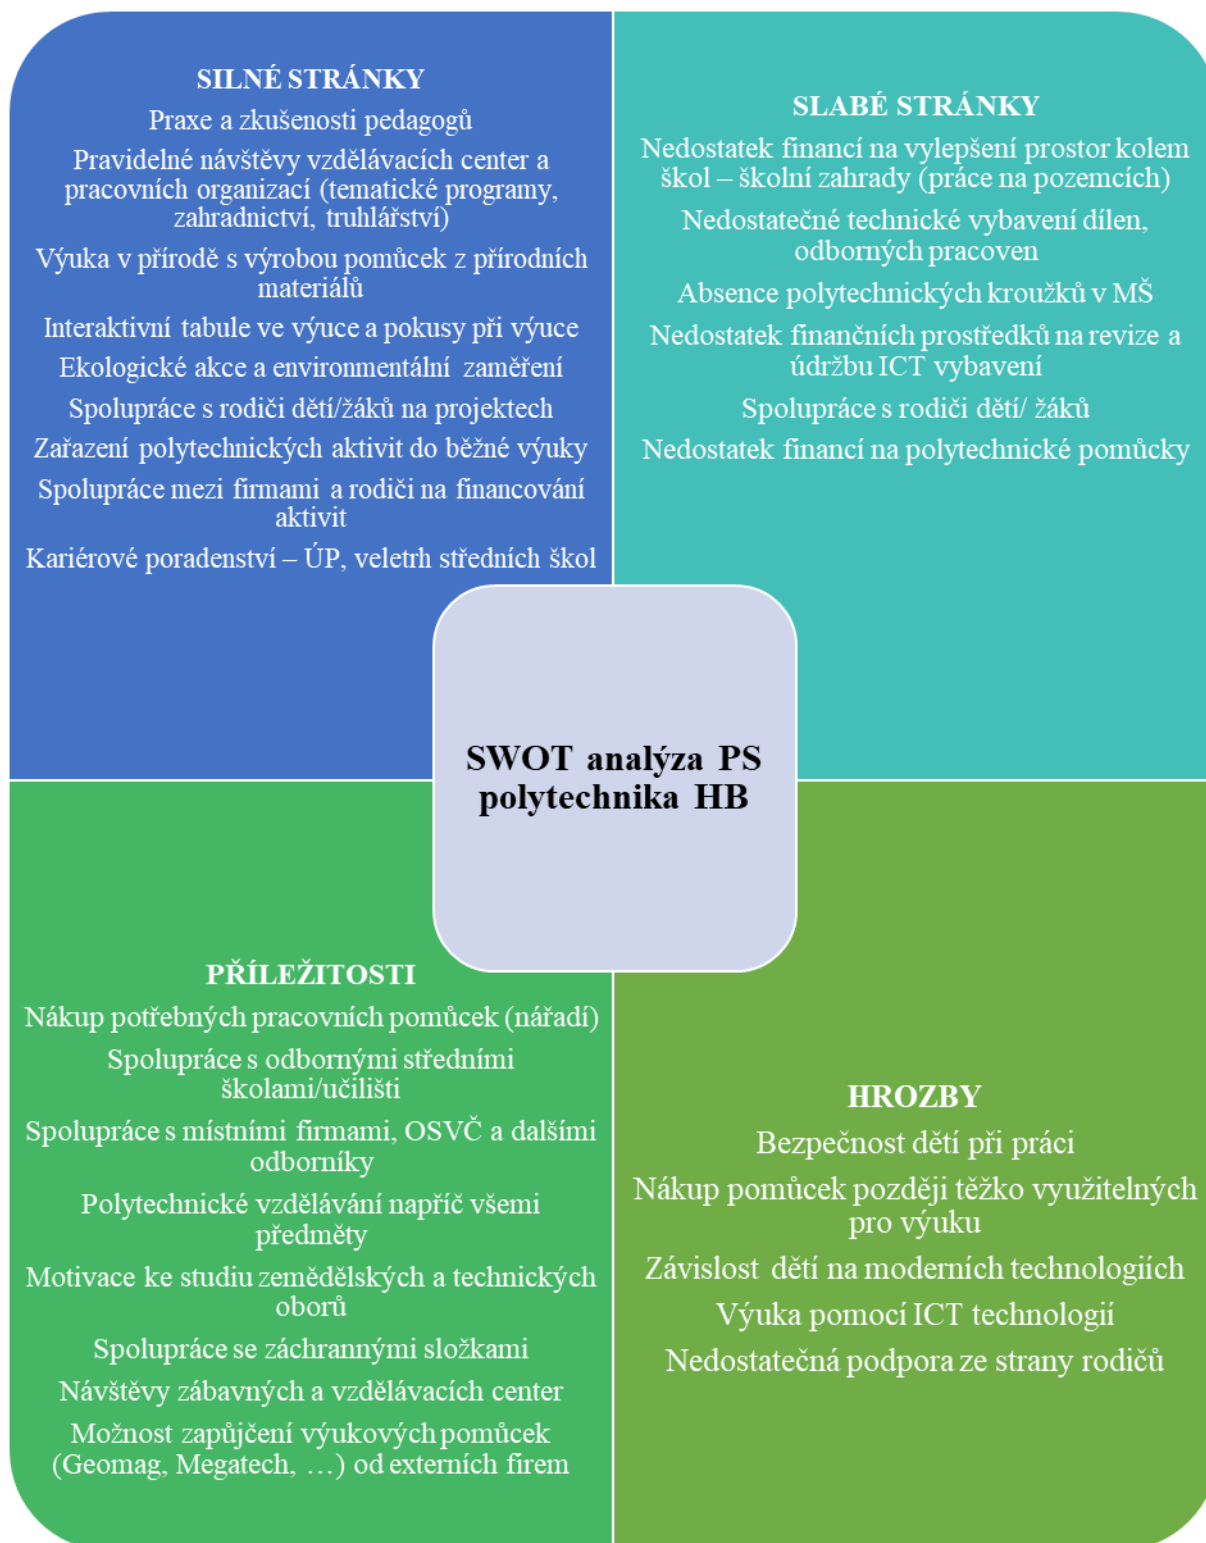 SILNÉ STRÁNKY
Praxe a zkušenosti pedagogů
Pravidelné návštěvy vzdělávacích center a
pracovních organizací (tematické programy,
zahradnictví, truhlářství)
Výuka v přírodě s výrobou pomůcek z přírodních
materiálů
Interaktivní tabule ve výuce a pokusy při výuce
Ekologické akce a environmentální zaměření
Spolupráce s rodiči dětí/žáků na projektech
Zařazení polytechnických aktivit do běžné výuky
Spolupráce mezi firmami a rodiči na financování
aktivit
Kariérové poradenství – ÚP, veletrh středních škol
SLABÉ STRÁNKY
Nedostatek financí na vylepšení prostor kolem
škol – školní zahrady (práce na pozemcích)
Nedostatečné technické vybavení dílen,
odborných pracoven
Absence polytechnických kroužků v MŠ
Nedostatek finančních prostředků na revize a
údržbu ICT vybavení
Spolupráce s rodiči dětí/ žáků
Nedostatek financí na polytechnické pomůcky
SWOT analýza PS
polytechnika HB
PŘÍLEŽITOSTI
Nákup potřebných pracovních pomůcek (nářadí)
Spolupráce s odbornými středními
školami/učilišti
Spolupráce s místními firmami, OSVČ a dalšími
odborníky
Polytechnické vzdělávání napříč všemi
předměty
Motivace ke studiu zemědělských a technických
oborů
Spolupráce se záchrannými složkami
Návštěvy zábavných a vzdělávacích center
Možnost zapůjčení výukových pomůcek
(Geomag, Megatech, …) od externích firem
HROZBY
Bezpečnost dětí při práci
Nákup pomůcek později těžko využitelných
pro výuku
Závislost dětí na moderních technologiích
Výuka pomocí ICT technologií
Nedostatečná podpora ze strany rodičů